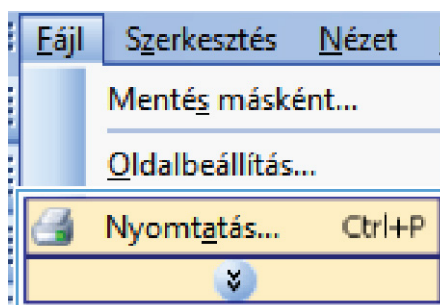 Fájl Szerkesztés Nézet
Mentés másként...
Oldalbeállítás...
Nyomtatás... Ctrl+P